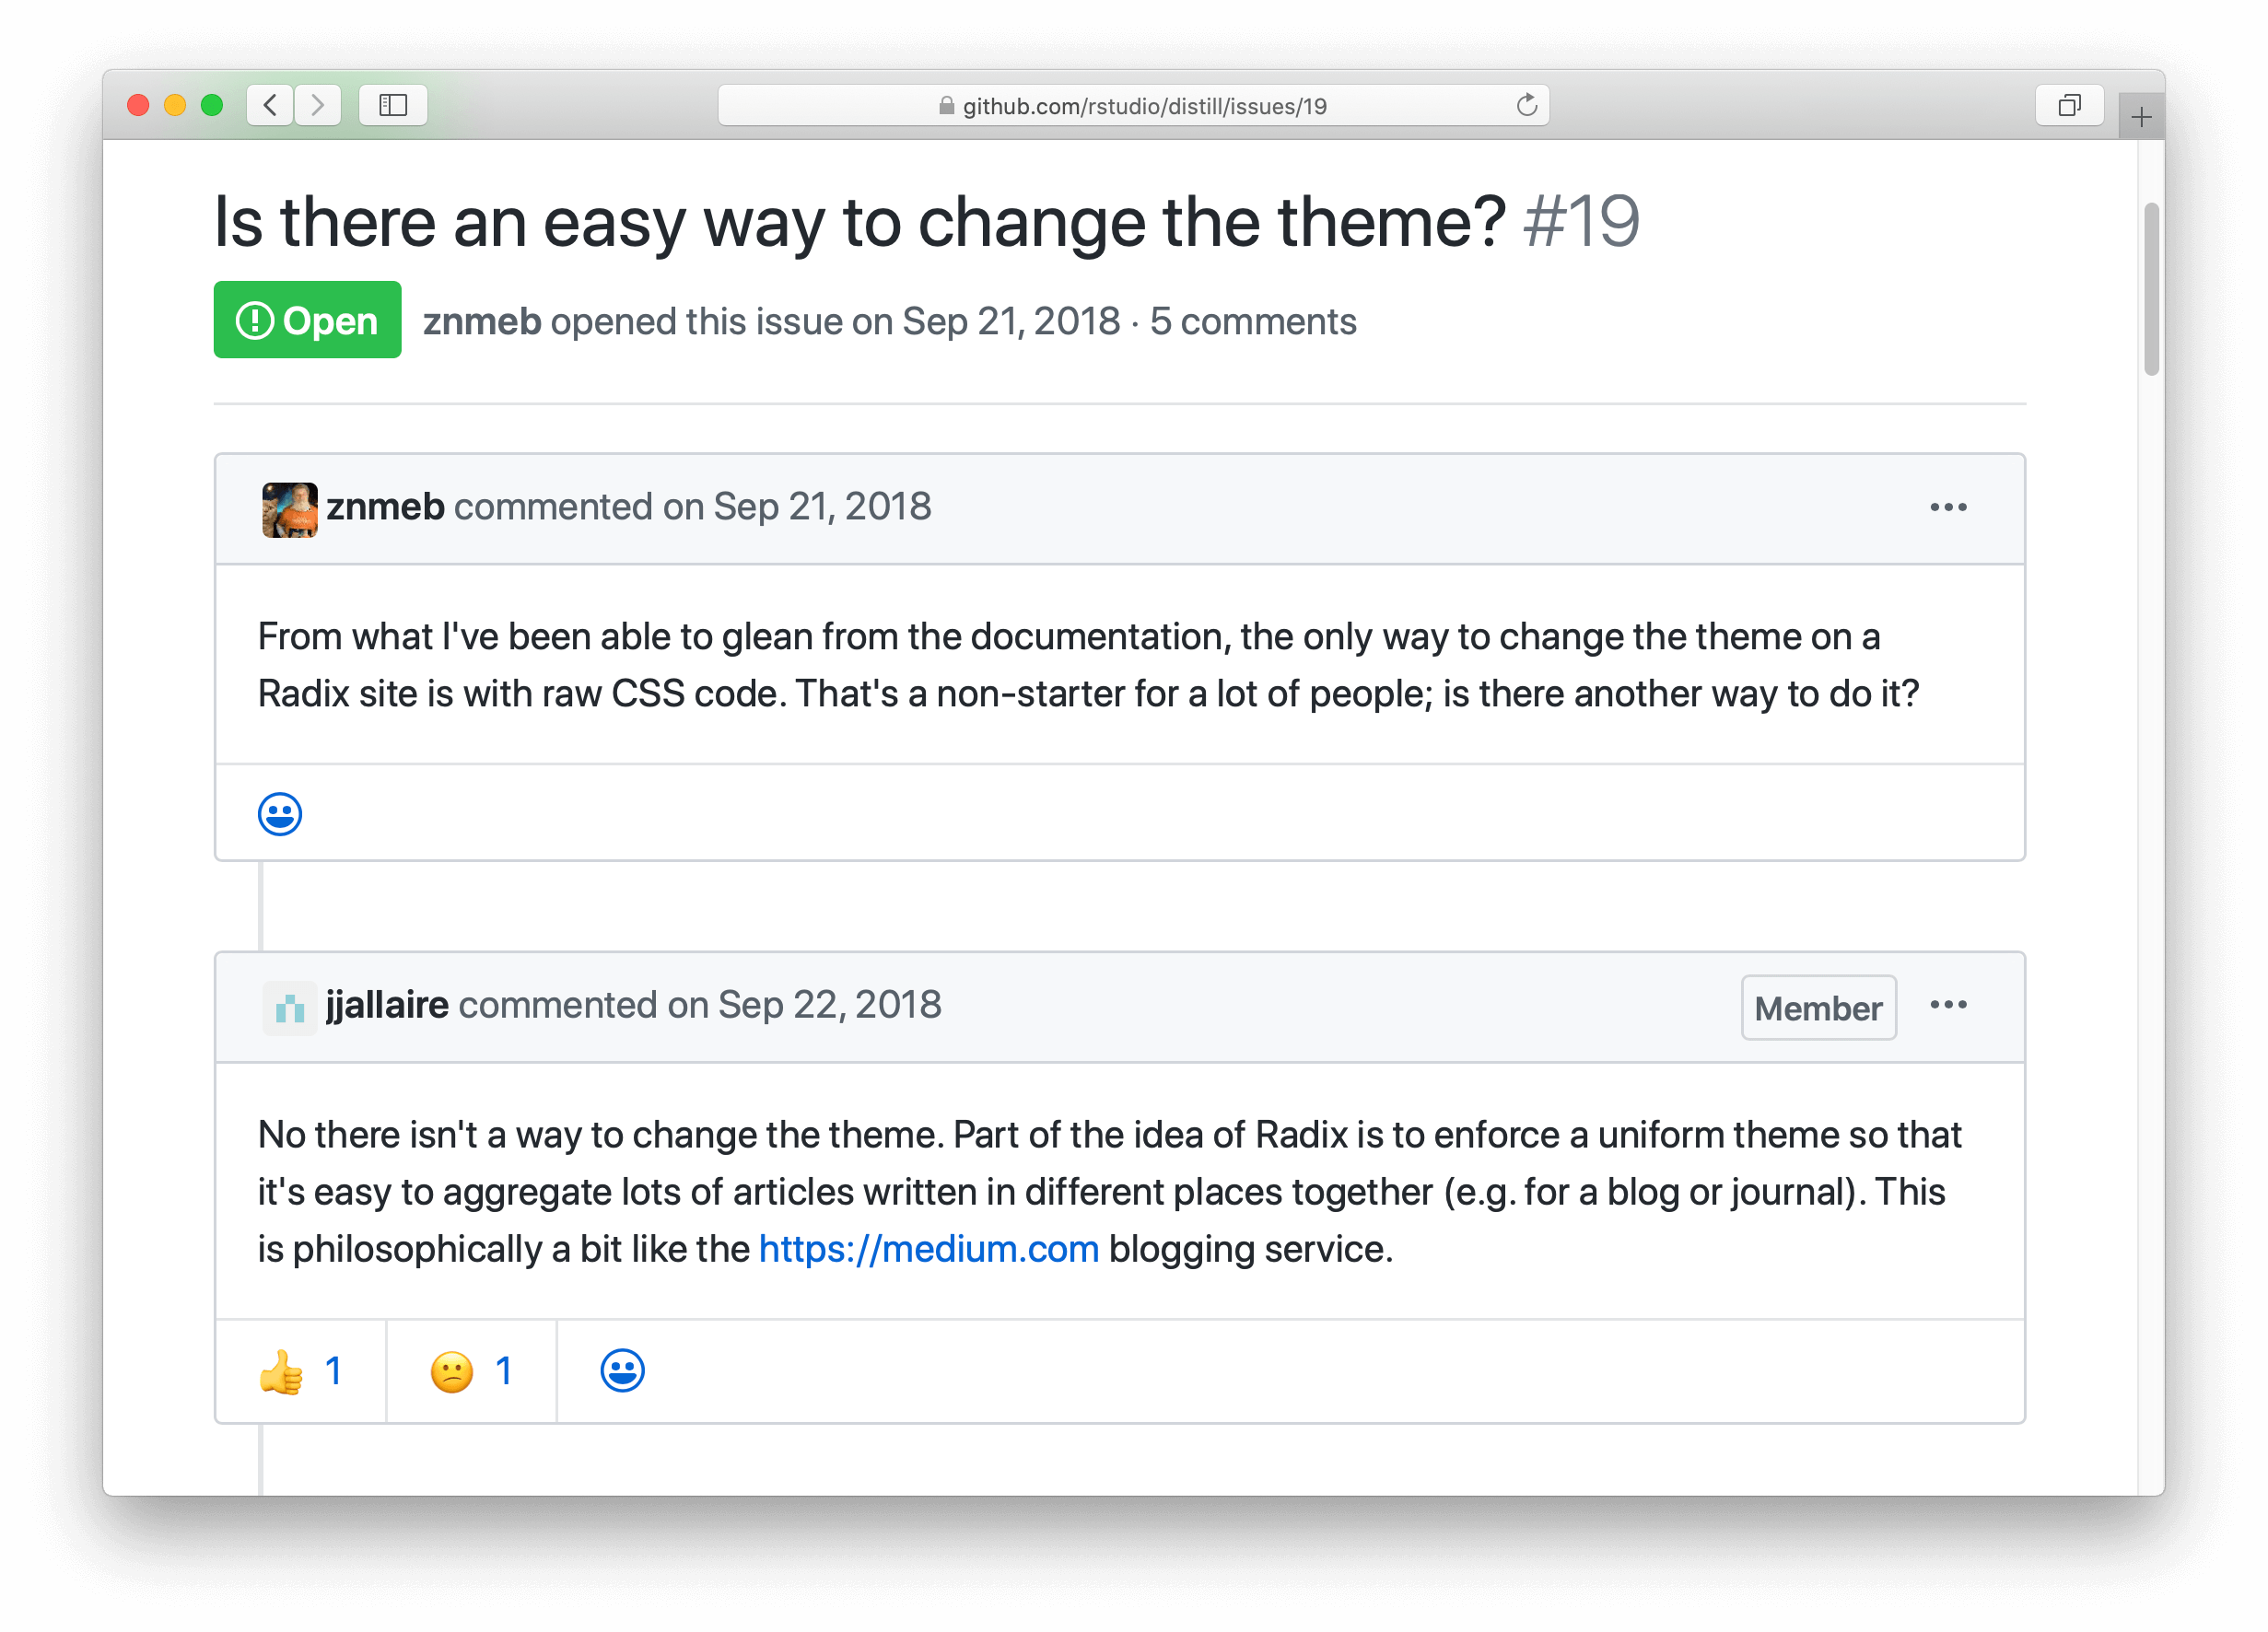 github.com/rstudio/distill/issues/19
Is there an easy way to change the theme? #19
Open znmeb opened this issue on Sep 21, 2018 · 5 comments
znmeb commented on Sep 21, 2018
From what I've been able to glean from the documentation, the only way to change the theme on a
Radix site is with raw CSS code. That's a non-starter for a lot of people; is there another way to do it?
jjallaire commented on Sep 22, 2018 Member
No there isn't a way to change the theme. Part of the idea of Radix is to enforce a uniform theme so that
it's easy to aggregate lots of articles written in different places together (e.g. for a blog or journal). This
is philosophically a bit like the https://medium.com blogging service.
👍 1 😕 1